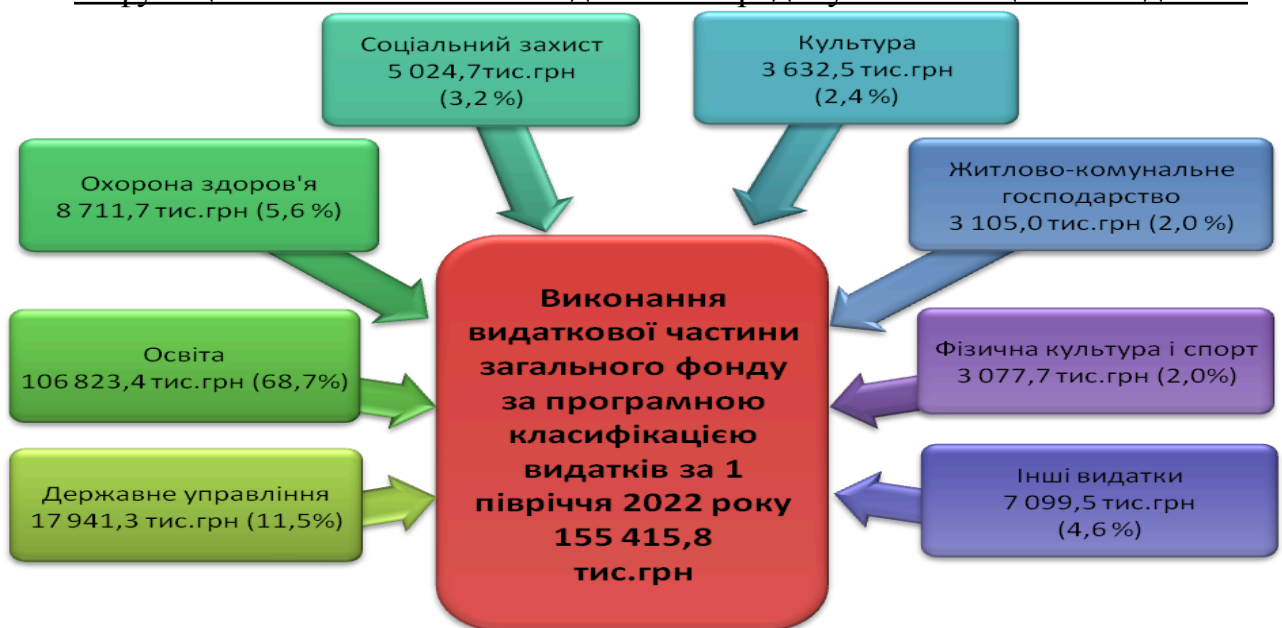 Соціальний захист
5 024,7тис.грн
(3,2 %)
Культура
3 632,5 тис.грн
(2,4 %)
Охорона здоров'я
8 711,7 тис.грн (5,6 %)
Житлово-комунальне
господарство
3 105,0 тис.грн (2,0 %)
Освіта
106 823,4 тис.грн (68,7%)
Фізична культура і спорт
3 077,7 тис.грн (2,0%)
Державне управління
17 941,3 тис.грн (11,5%)
Інші видатки
7 099,5 тис.грн
(4,6 %)
Виконання
видаткової частини
загального фонду
за програмною
класифікацією
видатків за 1
півріччя 2022 року
155 415,8
тис.грн